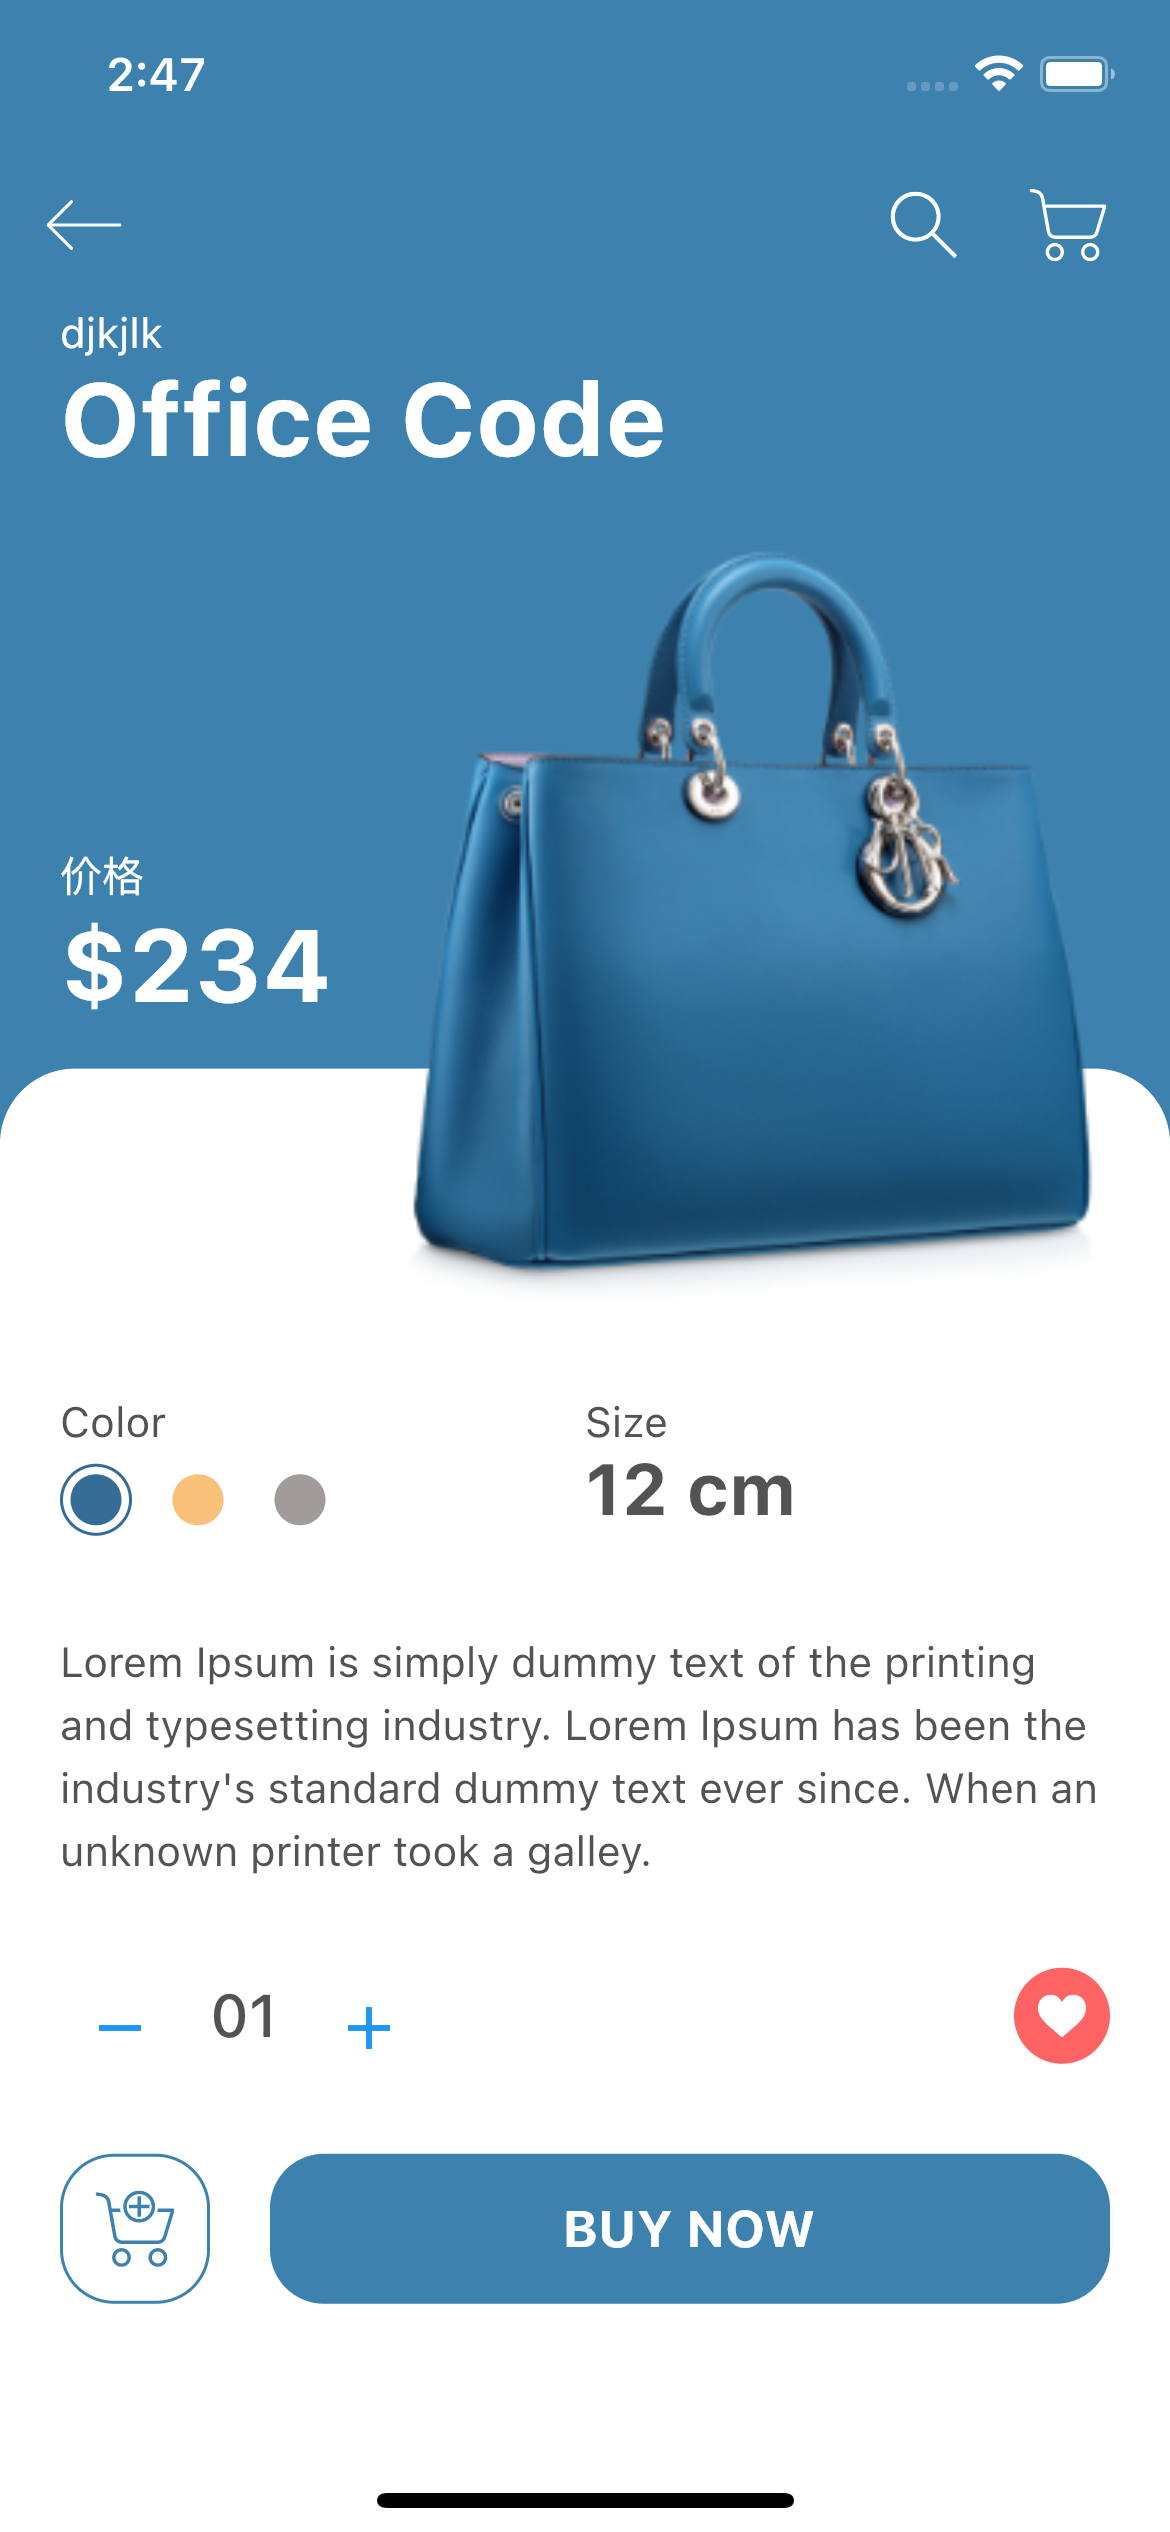 2:47
djkjlk
Office Code
价格
$234
Color
Size
12 cm
Lorem Ipsum is simply dummy text of the printing
and typesetting industry. Lorem Ipsum has been the
industry's standard dummy text ever since. When an
unknown printer took a galley.
01
BUY NOW